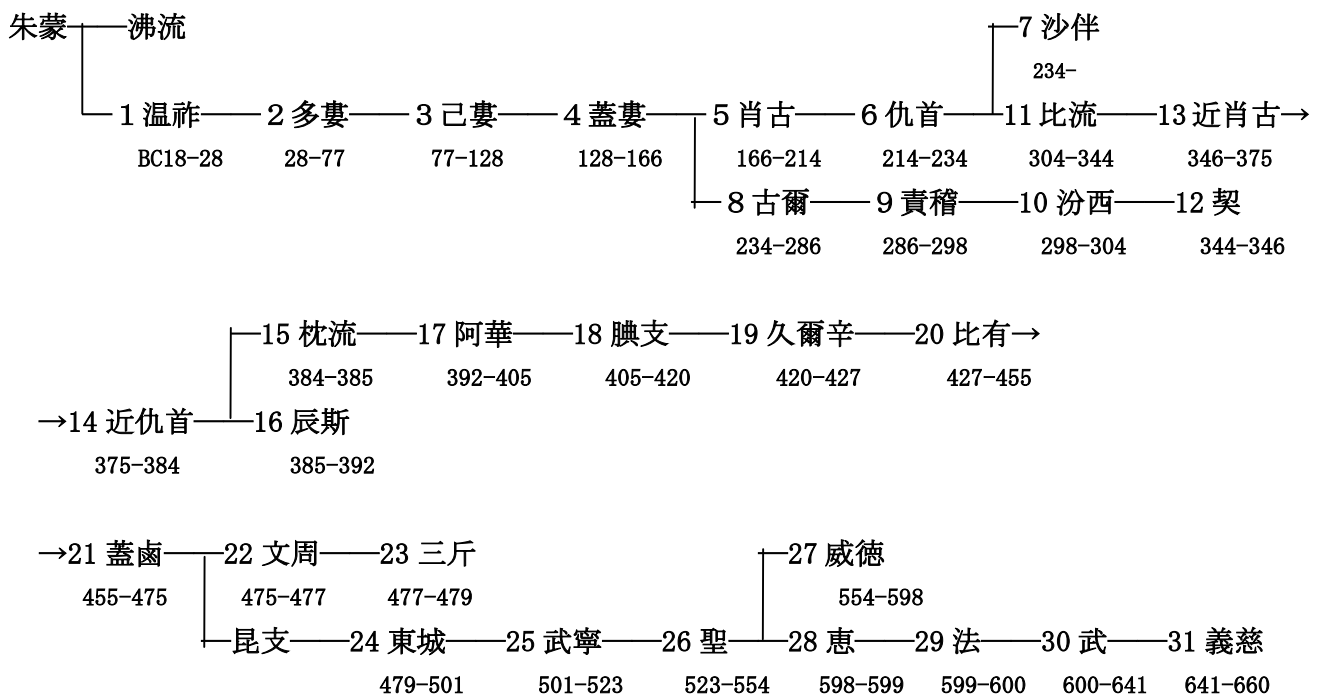 朱蒙 沸流 7 沙伴
234-
1 温祚 2 多婁 3 己婁 4 蓋婁 5 肖古 6 仇首 11 比流 13 近肖古→
BC18-28 28-77 77-128 128-166 166-214 214-234 304-344 346-375
8 古爾 9 責稽 10 汾西 12 契
234-286 286-298 298-304 344-346
15 枕流 17 阿華 18 腆支 19 久爾辛 20 比有→
384-385 392-405 405-420 420-427 427-455
→14 近仇首 16 辰斯
375-384 385-392
→21 蓋鹵 22 文周 23 三斤 27 威徳
455-475 475-477 477-479 554-598
昆支 24 東城 25 武寧 26 聖 28 恵 29 法 30 武 31 義慈
479-501 501-523 523-554 598-599 599-600 600-641 641-660